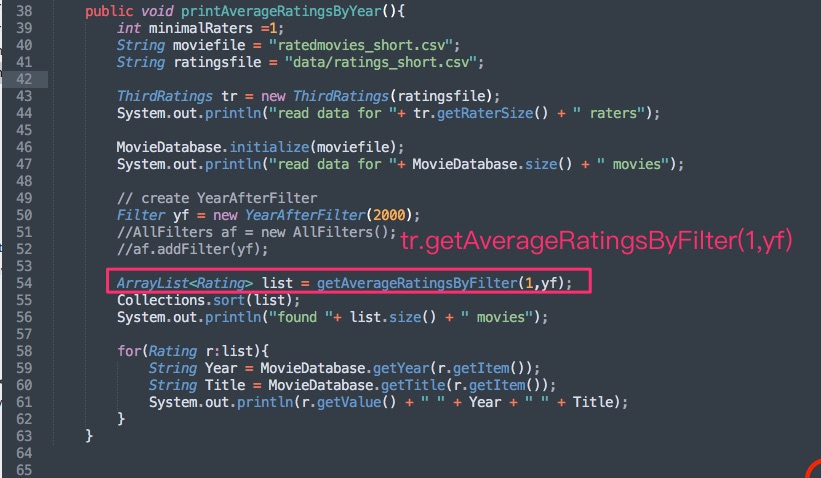 38 public void printAverageRatingsByYear(){
39 int minimalRaters =1;
40 String moviefile = "ratedmovies_short.csv";
41 String ratingsfile = "data/ratings_short.csv";
42
43 ThirdRatings tr = new ThirdRatings(ratingsfile);
44 System.out.println("read data for "+ tr.getRaterSize() + " raters");
45
46 MovieDatabase.initialize(moviefile);
47 System.out.println("read data for "+ MovieDatabase.size() + " movies");
48
49 // create YearAfterFilter
50 Filter yf = new YearAfterFilter(2000);
51 //AllFilters af = new AllFilters();
tr.getAverageRatingsByFilter(1,yf)
52 //af.addFilter(yf);
53
54 ArrayList<Rating> list = getAverageRatingsByFilter(1,yf);
55 Collections.sort(list);
56 System.out.println("found "+ list.size() + " movies");
57
58 for(Rating r:list){
59 String Year = MovieDatabase.getYear(r.getItem());
60 String Title = MovieDatabase.getTitle(r.getItem());
61 System.out.println(r.getValue() + " " + Year + " " + Title);
62 }
63 }
64
65